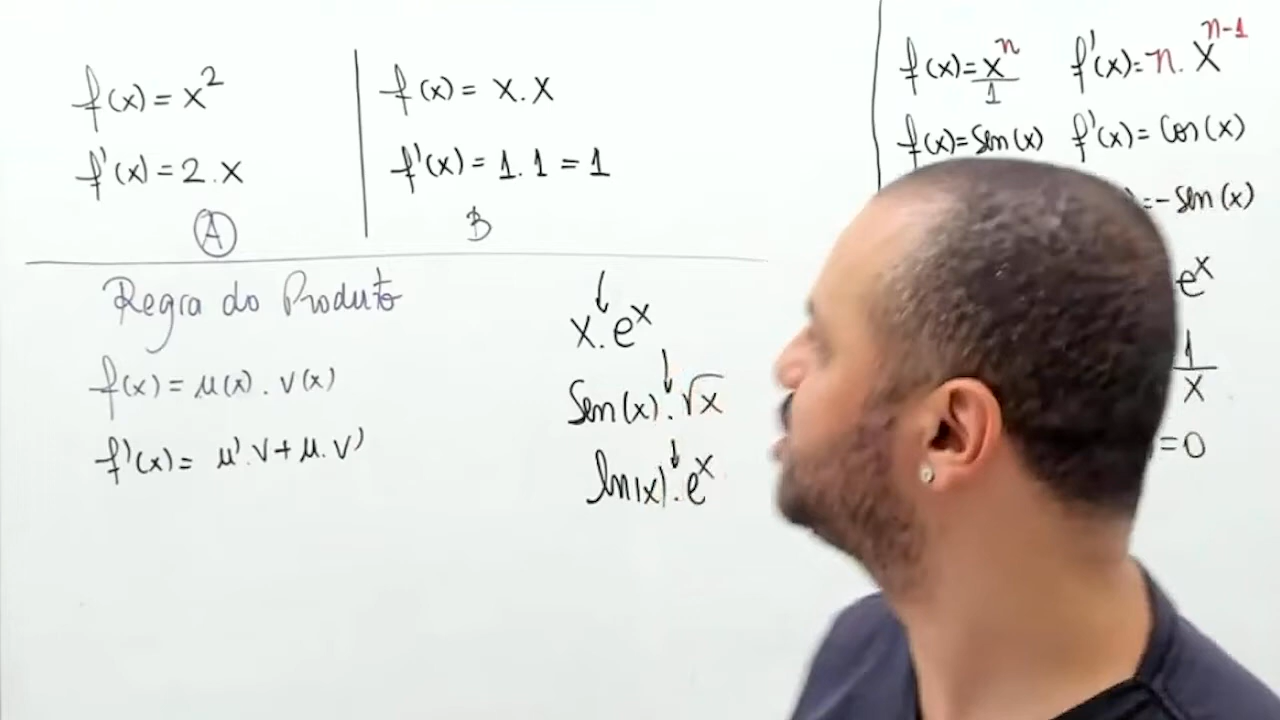 f(x) = x²
f'(x) = 2.x
A
f(x) = x.x
f'(x) = 1.1 = 1
B
Regra do Produto
f(x) = μ(x).v(x)
f'(x) = μ'.v + μ.v'
x.eˣ
Sen(x).√x
ln(x).eˣ
f(x) = xⁿ/1 f'(x) = n.xⁿ⁻¹
f(x) = Sen(x) f'(x) = Cos(x)
= -Sen(x)
eˣ
1/x
= 0